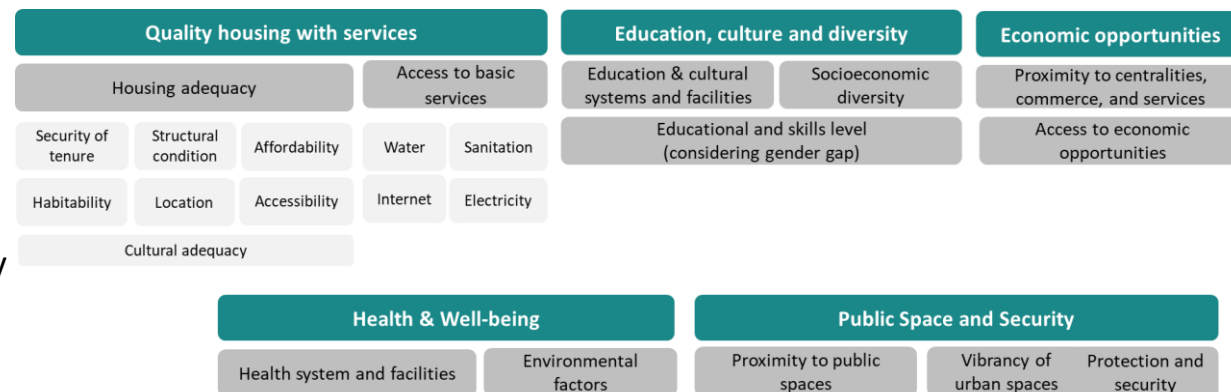 Quality housing with services
Housing adequacy
Access to basic
services
Security of
tenure
Structural
condition
Affordability
Water
Sanitation
Habitability
Location
Accessibility
Internet
Electricity
Cultural adequacy
Education, culture and diversity
Education & cultural
systems and facilities
Socioeconomic
diversity
Educational and skills level
(considering gender gap)
Economic opportunities
Proximity to centralities,
commerce, and services
Access to economic
opportunities
Health & Well-being
Health system and facilities
Environmental
factors
Public Space and Security
Proximity to public
spaces
Vibrancy of
urban spaces
Protection and
security